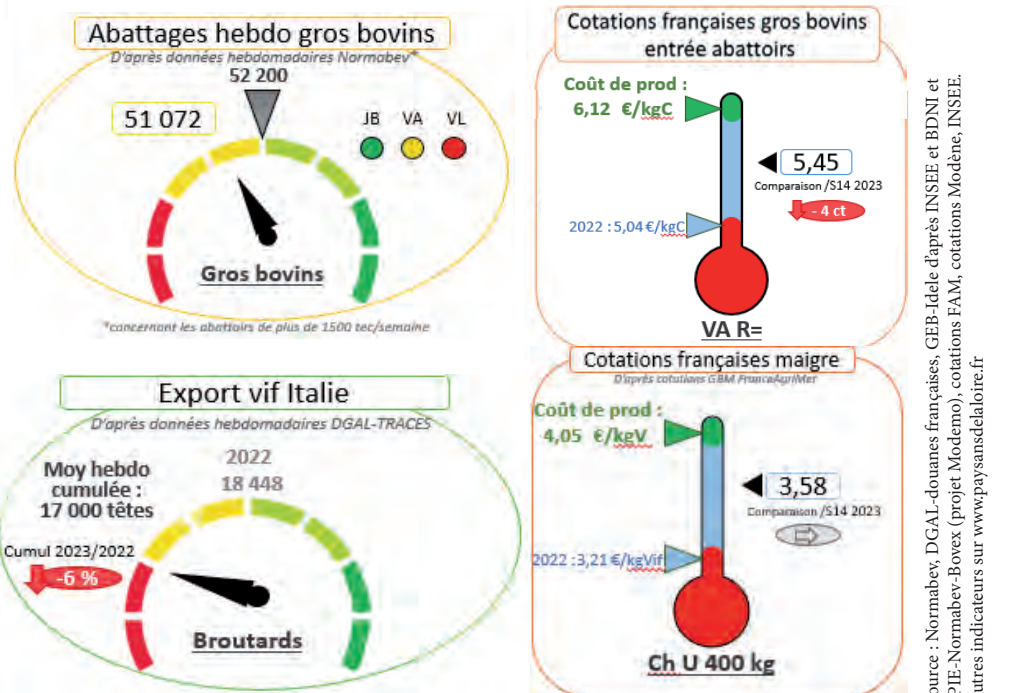 Abattages hebdo gros bovins
D'après données hebdomadaires Normabev*
52 200
51 072
JB VA VL
Gros bovins
*concernant les abattoirs de plus de 1500 tec/semaine
Cotations françaises gros bovins
entrée abattoirs
Coût de prod :
6,12 €/kgC
5,45
Comparaison /S14 2023
- 4 ct
2022 : 5,04 €/kgC
VA R=
Export vif Italie
D'après données hebdomadaires DGAL-TRACES
2022
18 448
Moy hebdo
cumulée :
17 000 têtes
Cumul 2023/2022
-6 %
Broutards
Cotations françaises maigre
D'après cotations GBM FranceAgriMer
Coût de prod :
4,05 €/kgV
3,58
Comparaison /S14 2023
2022 :3,21 €/kgVif
Ch U 400 kg
ource : Normabev, DGAL-douanes françaises, GEB-Idele d'après INSEE et BDNI et
JIE-Normabev-Bovex (projet Modemo), cotations FAM, cotations Modène, INSEE.
utres indicateurs sur www.paysansdelaloire.fr